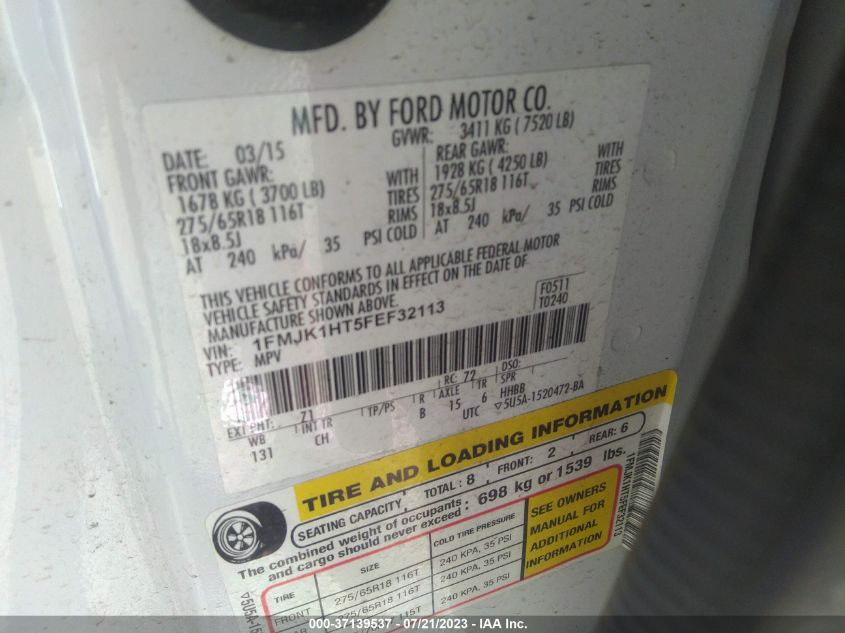 MFD. BY FORD MOTOR CO.
DATE: 03/15 GVWR: 3411 KG ( 7520 LB)
FRONT GAWR: REAR GAWR:
1678 KG ( 3700 LB) WITH 1928 KG ( 4250 LB) WITH
275/65R18 116T TIRES 275/65R18 116T TIRES
18x8.5J RIMS 18x8.5J RIMS
AT 240 kPa/ 35 PSI COLD AT 240 kPa/ 35 PSI COLD
THIS VEHICLE CONFORMS TO ALL APPLICABLE FEDERAL MOTOR
VEHICLE SAFETY STANDARDS IN EFFECT ON THE DATE OF
MANUFACTURE SHOWN ABOVE.
F0511
T0240
VIN: 1FMJK1HT5FEF32113
TYPE: MPV
EXT PNT: Z1 RC: 72 DSO:
WB INT TR TP/PS R AXLE TR SPR
131 CH B 15 6 HHBB
UTC ▽5U5A-1520472-BA
TIRE AND LOADING INFORMATION
SEATING CAPACITY, TOTAL: 8 FRONT: 2 REAR: 6
The combined weight of occupants
and cargo should never exceed : 698 kg or 1539 lbs.
TIRE SIZE COLD TIRE PRESSURE
FRONT 275/65R18 116T 240 KPA, 35 PSI
275/65R18 116T 240 KPA, 35 PSI
240 KPA, 35 PSI
SEE OWNERS
MANUAL FOR
ADDITIONAL
INFORMATION
1FMJK1HT5FEF32113
000-37139537 - 07/21/2023 - IAA Inc.